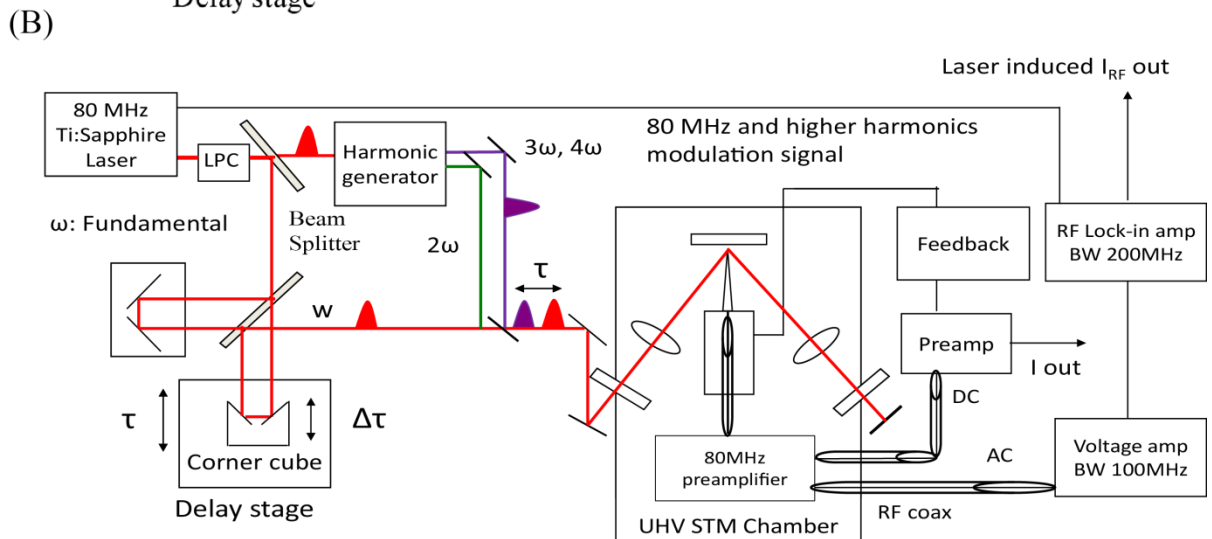 Delay stage
(B)
Laser induced I_RF out
80 MHz
Ti:Sapphire
Laser
LPC
Harmonic
generator
3ω, 4ω
80 MHz and higher harmonics
modulation signal
ω: Fundamental
Beam
Splitter
2ω
τ
Feedback
RF Lock-in amp
BW 200MHz
w
Preamp
I out
DC
τ
Δτ
Corner cube
Delay stage
80MHz
preamplifier
AC
Voltage amp
BW 100MHz
RF coax
UHV STM Chamber